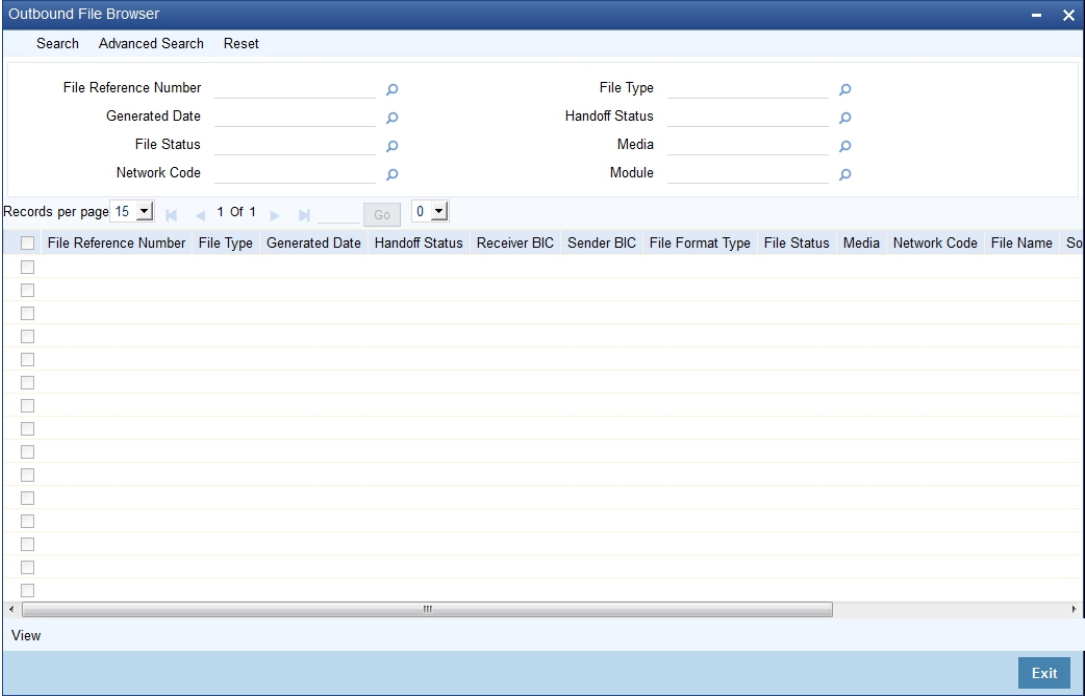 Outbound File Browser
Search Advanced Search Reset
File Reference Number File Type
Generated Date Handoff Status
File Status Media
Network Code Module
Records per page 15 1 Of 1 Go 0
File Reference Number File Type Generated Date Handoff Status Receiver BIC Sender BIC File Format Type File Status Media Network Code File Name So
View
Exit